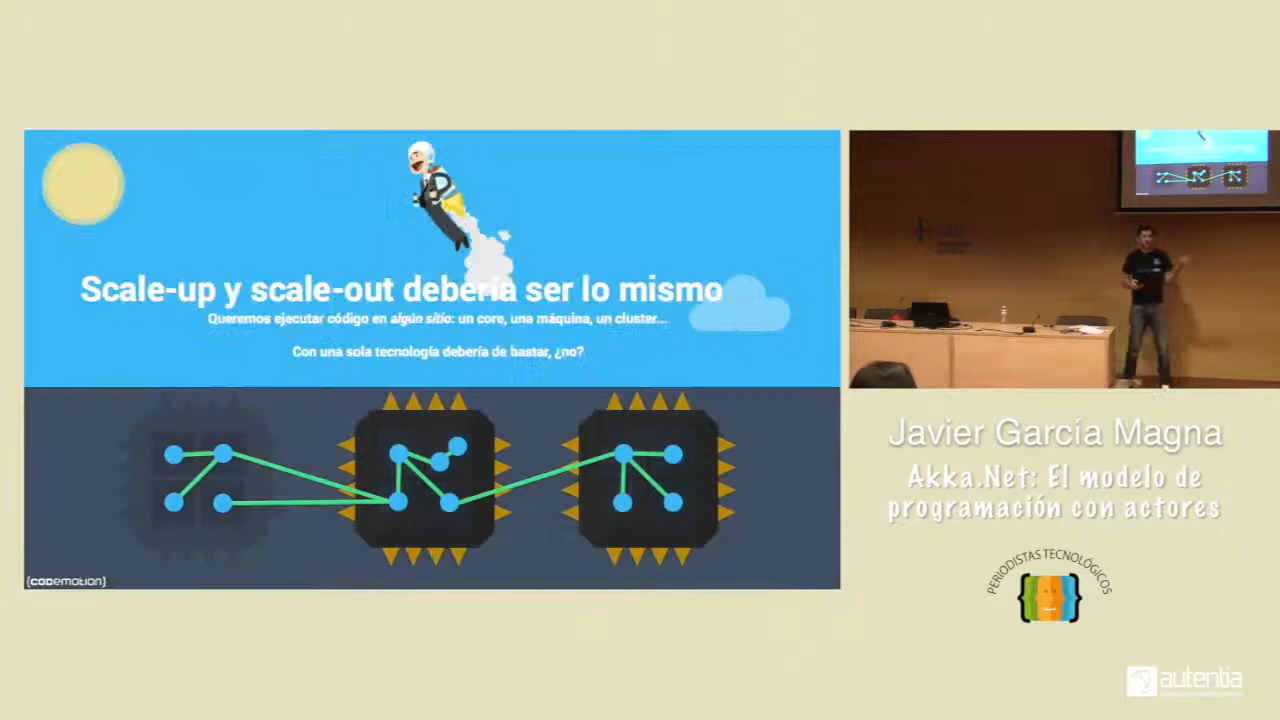 Scale-up y scale-out debería ser lo mismo
Queremos ejecutar código en algún sitio: un core, una máquina, un cluster...
Con una sola tecnología debería de bastar, ¿no?
{CODEMOTION}
Javier García Magna
Akka.Net: El modelo de
programación con actores
PERIODISTAS TECNOLÓGICOS
autentia